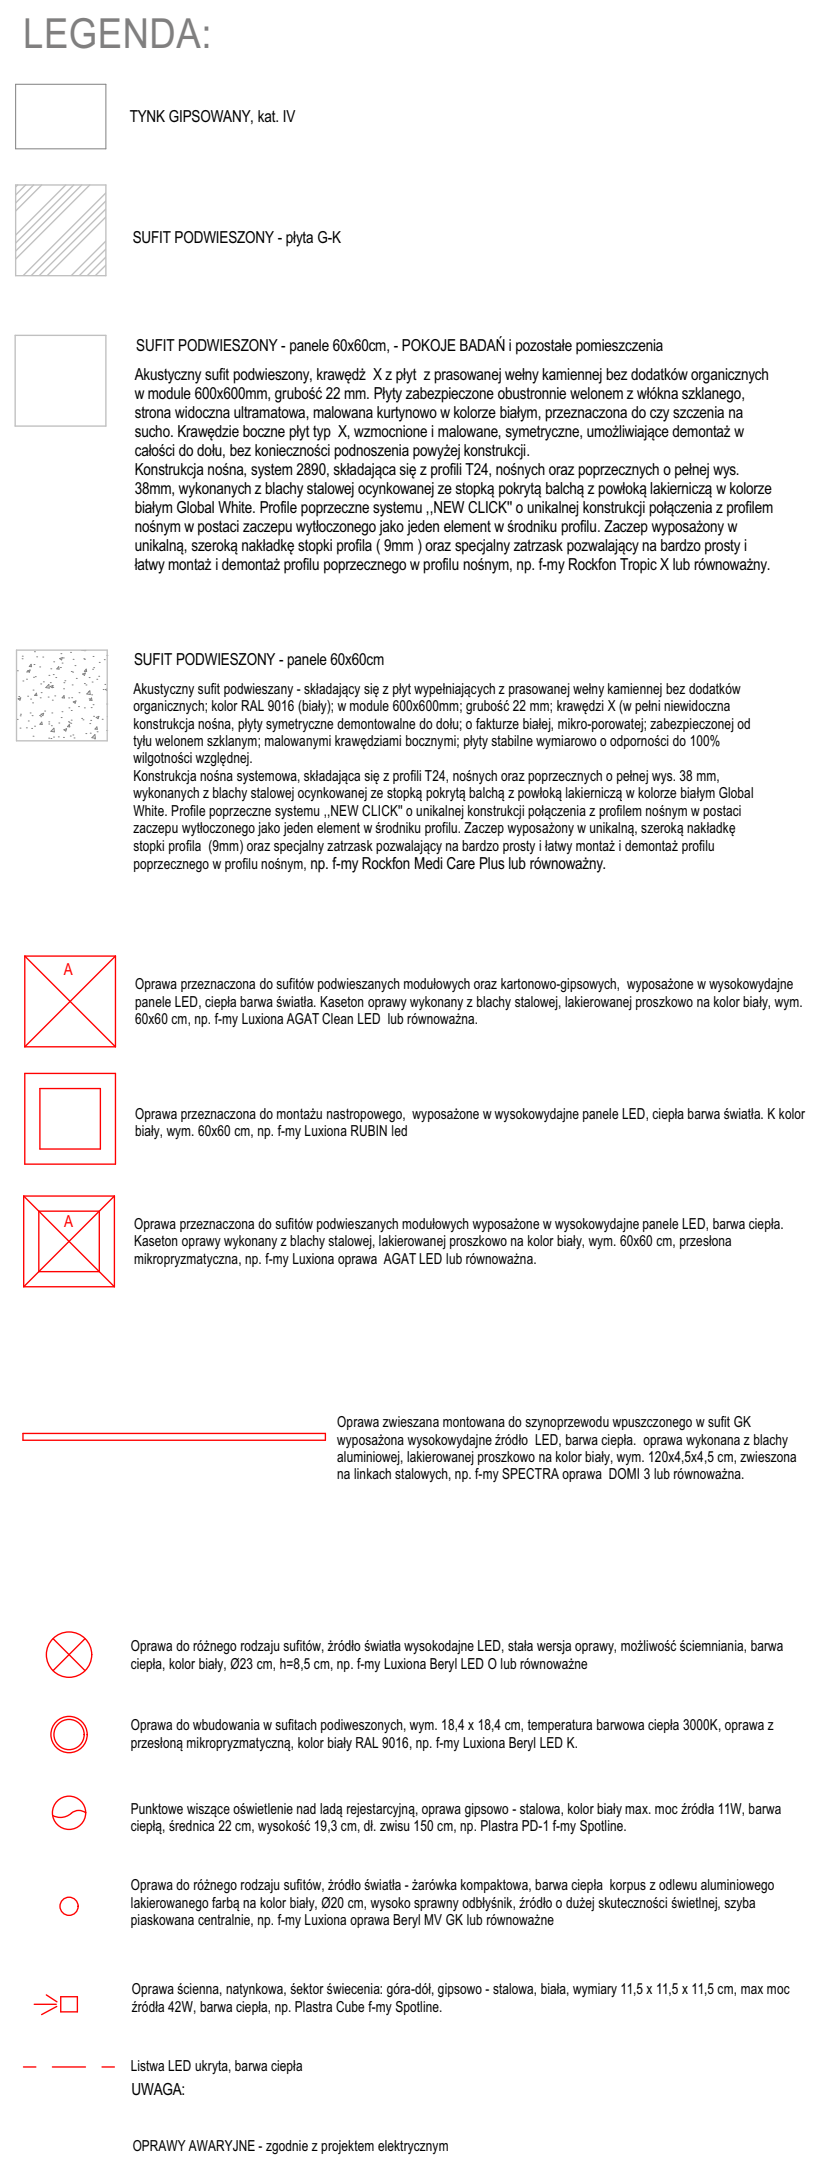 LEGENDA:
TYNK GIPSOWANY, kat. IV
SUFIT PODWIESZONY - płyta G-K
SUFIT PODWIESZONY - panele 60x60cm, - POKOJE BADAŃ i pozostałe pomieszczenia
Akustyczny sufit podwieszony, krawędź X z płyt z prasowanej wełny kamiennej bez dodatków organicznych
w module 600x600mm, grubość 22 mm. Płyty zabezpieczone obustronnie welonem z włókna szklanego,
strona widoczna ultramatowa, malowana kurtynowo w kolorze białym, przeznaczona do czy szczenia na
sucho. Krawędzie boczne płyt typ X, wzmocnione i malowane, symetryczne, umożliwiające demontaż w
całości do dołu, bez konieczności podnoszenia powyżej konstrukcji.
Konstrukcja nośna, system 2890, składająca się z profili T24, nośnych oraz poprzecznych o pełnej wys.
38mm, wykonanych z blachy stalowej ocynkowanej ze stopką pokrytą balchą z powłoką lakierniczą w kolorze
białym Global White. Profile poprzeczne systemu ,,NEW CLICK" o unikalnej konstrukcji połączenia z profilem
nośnym w postaci zaczepu wytłoczonego jako jeden element w środniku profilu. Zaczep wyposażony w
unikalną, szeroką nakładkę stopki profila ( 9mm ) oraz specjalny zatrzask pozwalający na bardzo prosty i
łatwy montaż i demontaż profilu poprzecznego w profilu nośnym, np. f-my Rockfon Tropic X lub równoważny.
SUFIT PODWIESZONY - panele 60x60cm
Akustyczny sufit podwieszany - składający się z płyt wypełniających z prasowanej wełny kamiennej bez dodatków
organicznych; kolor RAL 9016 (biały); w module 600x600mm; grubość 22 mm; krawędzi X (w pełni niewidoczna
konstrukcja nośna, płyty symetryczne demontowalne do dołu; o fakturze białej, mikro-porowatej; zabezpieczonej od
tyłu welonem szklanym; malowanymi krawędziami bocznymi; płyty stabilne wymiarowo o odporności do 100%
wilgotności względnej.
Konstrukcja nośna systemowa, składająca się z profili T24, nośnych oraz poprzecznych o pełnej wys. 38 mm,
wykonanych z blachy stalowej ocynkowanej ze stopką pokrytą balchą z powłoką lakierniczą w kolorze białym Global
White. Profile poprzeczne systemu ,,NEW CLICK" o unikalnej konstrukcji połączenia z profilem nośnym w postaci
zaczepu wytłoczonego jako jeden element w środniku profilu. Zaczep wyposażony w unikalną, szeroką nakładkę
stopki profila (9mm) oraz specjalny zatrzask pozwalający na bardzo prosty i łatwy montaż i demontaż profilu
poprzecznego w profilu nośnym, np. f-my Rockfon Medi Care Plus lub równoważny.
A
Oprawa przeznaczona do sufitów podwieszanych modułowych oraz kartonowo-gipsowych, wyposażone w wysokowydajne
panele LED, ciepła barwa światła. Kaseton oprawy wykonany z blachy stalowej, lakierowanej proszkowo na kolor biały, wym.
60x60 cm, np. f-my Luxiona AGAT Clean LED lub równoważna.
Oprawa przeznaczona do montażu nastropowego, wyposażone w wysokowydajne panele LED, ciepła barwa światła. K kolor
biały, wym. 60x60 cm, np. f-my Luxiona RUBIN led
A
Oprawa przeznaczona do sufitów podwieszanych modułowych wyposażone w wysokowydajne panele LED, barwa ciepła.
Kaseton oprawy wykonany z blachy stalowej, lakierowanej proszkowo na kolor biały, wym. 60x60 cm, przesłona
mikropryzmatyczna, np. f-my Luxiona oprawa AGAT LED lub równoważna.
Oprawa zwieszana montowana do szynoprzewodu wpuszczonego w sufit GK
wyposażona wysokowydajne źródło LED, barwa ciepła. oprawa wykonana z blachy
aluminiowej, lakierowanej proszkowo na kolor biały, wym. 120x4,5x4,5 cm, zwieszona
na linkach stalowych, np. f-my SPECTRA oprawa DOMI 3 lub równoważna.
Oprawa do różnego rodzaju sufitów, żródło światła wysokodajne LED, stała wersja oprawy, możliwość ściemniania, barwa
ciepła, kolor biały, Ø23 cm, h=8,5 cm, np. f-my Luxiona Beryl LED O lub równoważne
Oprawa do wbudowania w sufitach podiweszonych, wym. 18,4 x 18,4 cm, temperatura barwowa ciepła 3000K, oprawa z
przesłoną mikropryzmatyczną, kolor biały RAL 9016, np. f-my Luxiona Beryl LED K.
Punktowe wiszące oświetlenie nad ladą rejestarcyjną, oprawa gipsowo - stalowa, kolor biały max. moc źródła 11W, barwa
ciepłą, średnica 22 cm, wysokość 19,3 cm, dł. zwisu 150 cm, np. Plastra PD-1 f-my Spotline.
Oprawa do różnego rodzaju sufitów, żródło światła - żarówka kompaktowa, barwa ciepła korpus z odlewu aluminiowego
lakierowanego farbą na kolor biały, Ø20 cm, wysoko sprawny odbłyśnik, źródło o dużej skuteczności świetlnej, szyba
piaskowana centralnie, np. f-my Luxiona oprawa Beryl MV GK lub równoważne
Oprawa ścienna, natynkowa, śektor świecenia: góra-dół, gipsowo - stalowa, biała, wymiary 11,5 x 11,5 x 11,5 cm, max moc
źródła 42W, barwa ciepła, np. Plastra Cube f-my Spotline.
Listwa LED ukryta, barwa ciepła
UWAGA:
OPRAWY AWARYJNE - zgodnie z projektem elektrycznym